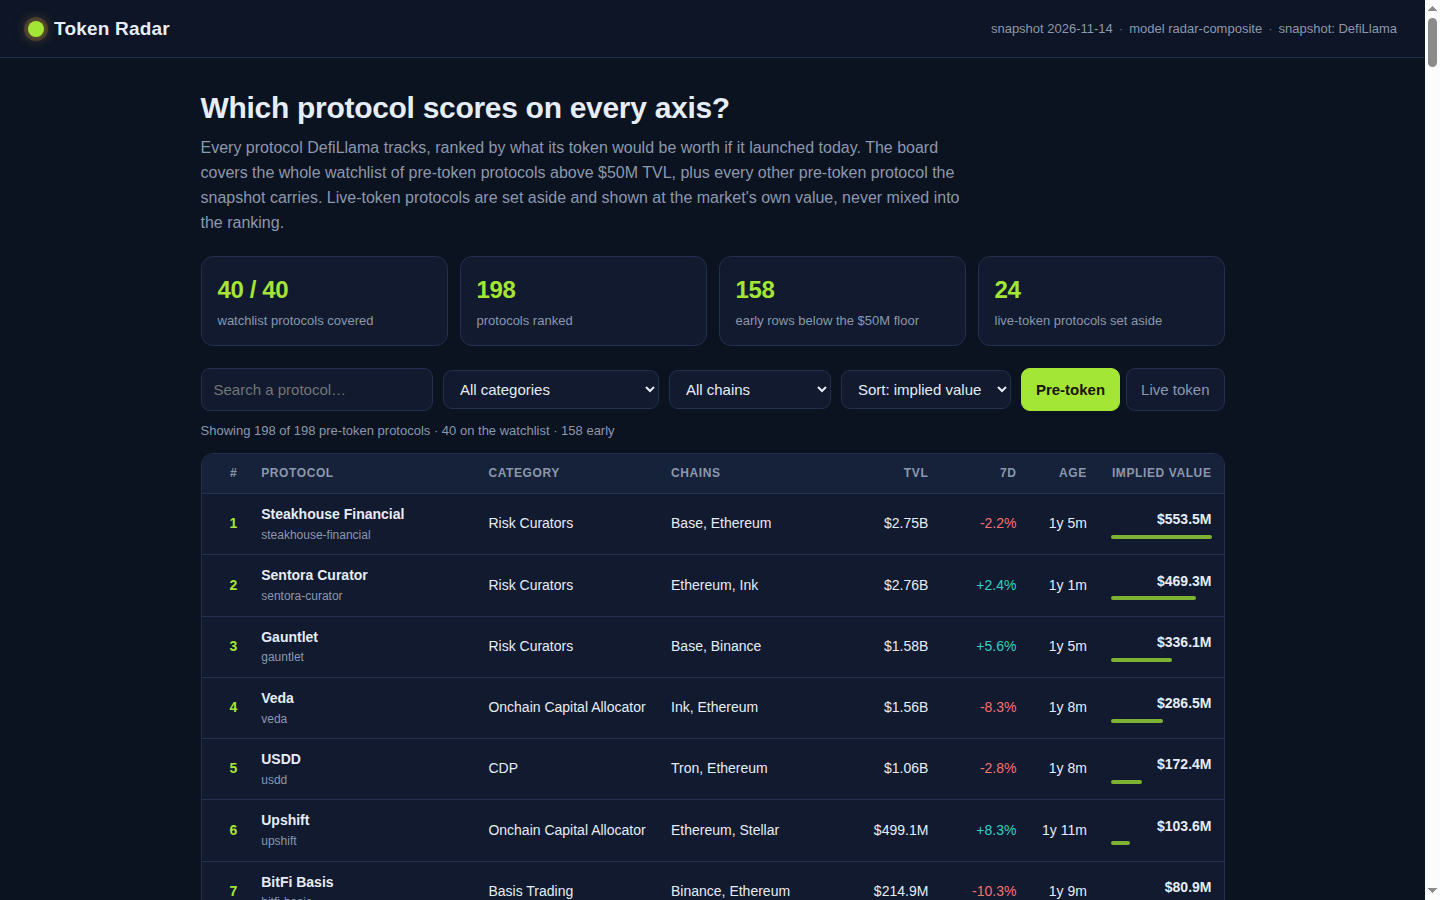 Token Radar
snapshot 2026-11-14 · model radar-composite · snapshot: DefiLlama
Which protocol scores on every axis?
Every protocol DefiLlama tracks, ranked by what its token would be worth if it launched today. The board
covers the whole watchlist of pre-token protocols above $50M TVL, plus every other pre-token protocol the
snapshot carries. Live-token protocols are set aside and shown at the market's own value, never mixed into
the ranking.
40 / 40
watchlist protocols covered
198
protocols ranked
158
early rows below the $50M floor
24
live-token protocols set aside
Search a protocol…
All categories
All chains
Sort: implied value
Pre-token
Live token
Showing 198 of 198 pre-token protocols · 40 on the watchlist · 158 early
# PROTOCOL CATEGORY CHAINS TVL 7D AGE IMPLIED VALUE
1 Steakhouse Financial Risk Curators Base, Ethereum $2.75B -2.2% 1y 5m $553.5M
steakhouse-financial
2 Sentora Curator Risk Curators Ethereum, Ink $2.76B +2.4% 1y 1m $469.3M
sentora-curator
3 Gauntlet Risk Curators Base, Binance $1.58B +5.6% 1y 5m $336.1M
gauntlet
4 Veda Onchain Capital Allocator Ink, Ethereum $1.56B -8.3% 1y 8m $286.5M
veda
5 USDD CDP Tron, Ethereum $1.06B -2.8% 1y 8m $172.4M
usdd
6 Upshift Onchain Capital Allocator Ethereum, Stellar $499.1M +8.3% 1y 11m $103.6M
upshift
7 BitFi Basis Basis Trading Binance, Ethereum $214.9M -10.3% 1y 9m $80.9M